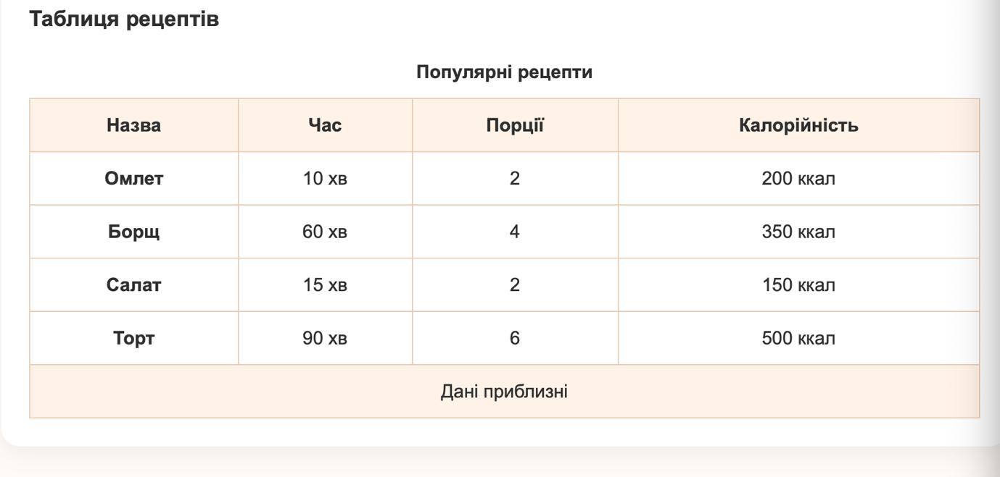 Таблиця рецептів
Популярні рецепти
Назва Час Порції Калорійність
Омлет 10 хв 2 200 ккал
Борщ 60 хв 4 350 ккал
Салат 15 хв 2 150 ккал
Торт 90 хв 6 500 ккал
Дані приблизні